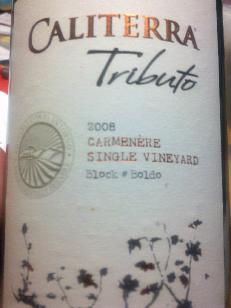 CALITERRA
Tributo
2008
CARMENÈRE
SINGLE VINEYARD
Block # Boldo